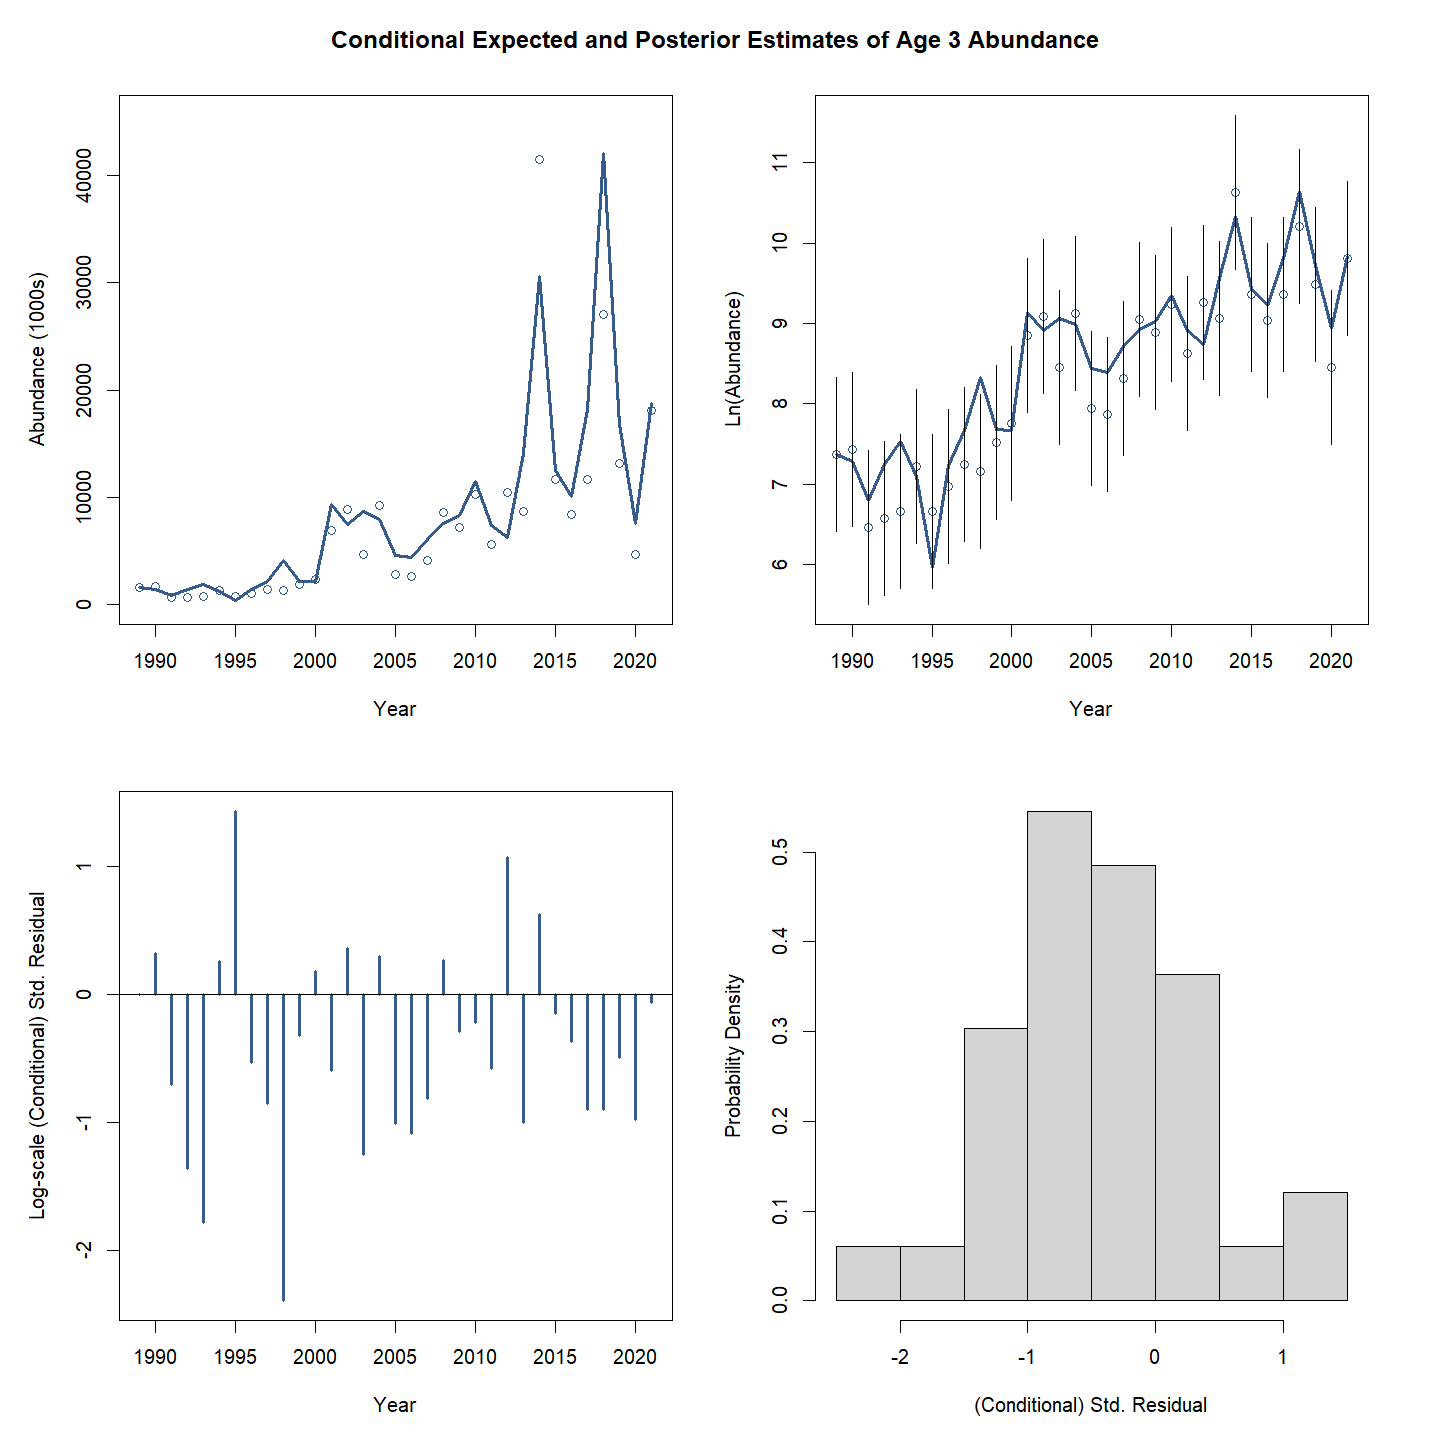 Conditional Expected and Posterior Estimates of Age 3 Abundance
Abundance (1000s)
40000
30000
20000
10000
0
1990 1995 2000 2005 2010 2015 2020
Year
Ln(Abundance)
11
10
9
8
7
6
1990 1995 2000 2005 2010 2015 2020
Year
Log-scale (Conditional) Std. Residual
1
0
-1
-2
1990 1995 2000 2005 2010 2015 2020
Year
Probability Density
0.5
0.4
0.3
0.2
0.1
0.0
-2 -1 0 1
(Conditional) Std. Residual